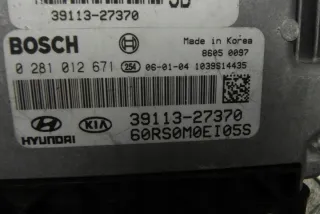 39113-27370
BOSCH
Made in Korea
8605 0097
0 281 012 671 254 06-01-04 1039S14435
HYUNDAI KIA 39113-27370
60RS0M0EI05S